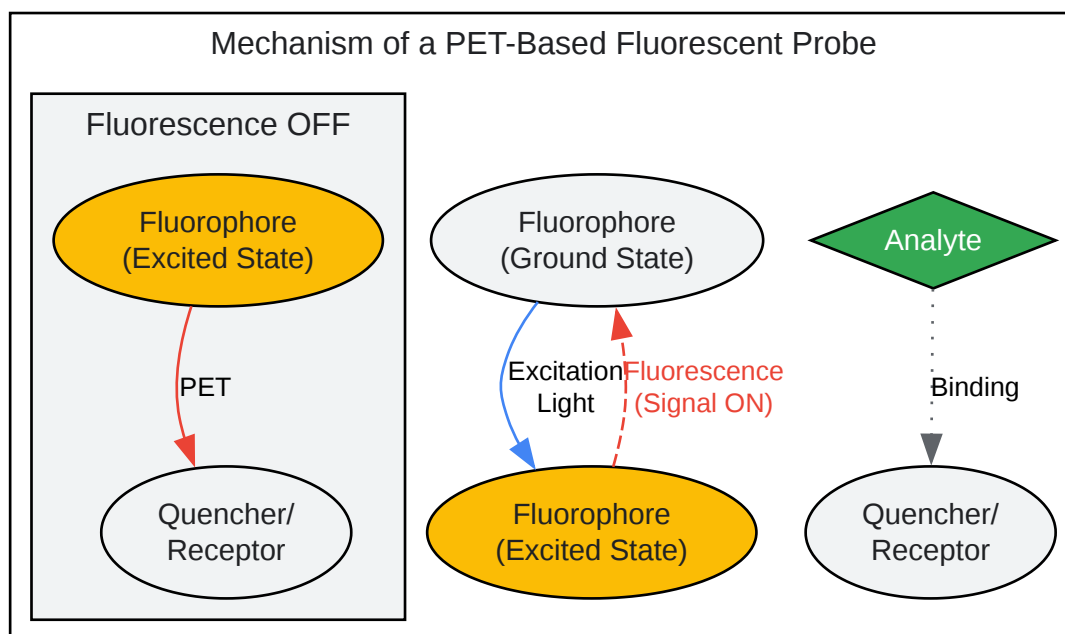 Mechanism of a PET-Based Fluorescent Probe
Fluorescence OFF
Fluorophore
(Excited State)
PET
Quencher/
Receptor
Fluorophore
(Ground State)
Excitation
Light
Fluorescence
(Signal ON)
Fluorophore
(Excited State)
Analyte
Binding
Quencher/
Receptor